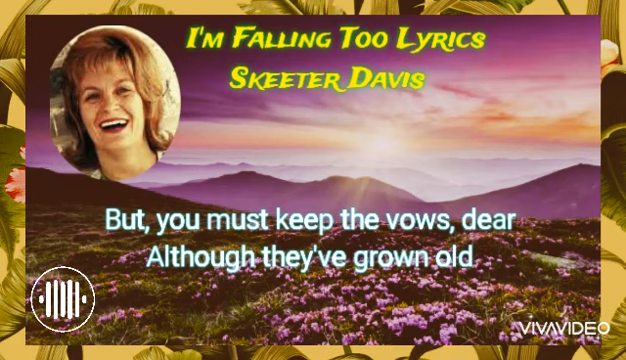 I'm Falling Too Lyrics
Skeeter Davis
But, you must keep the vows, dear
Although they've grown old
VIVAVIDEO